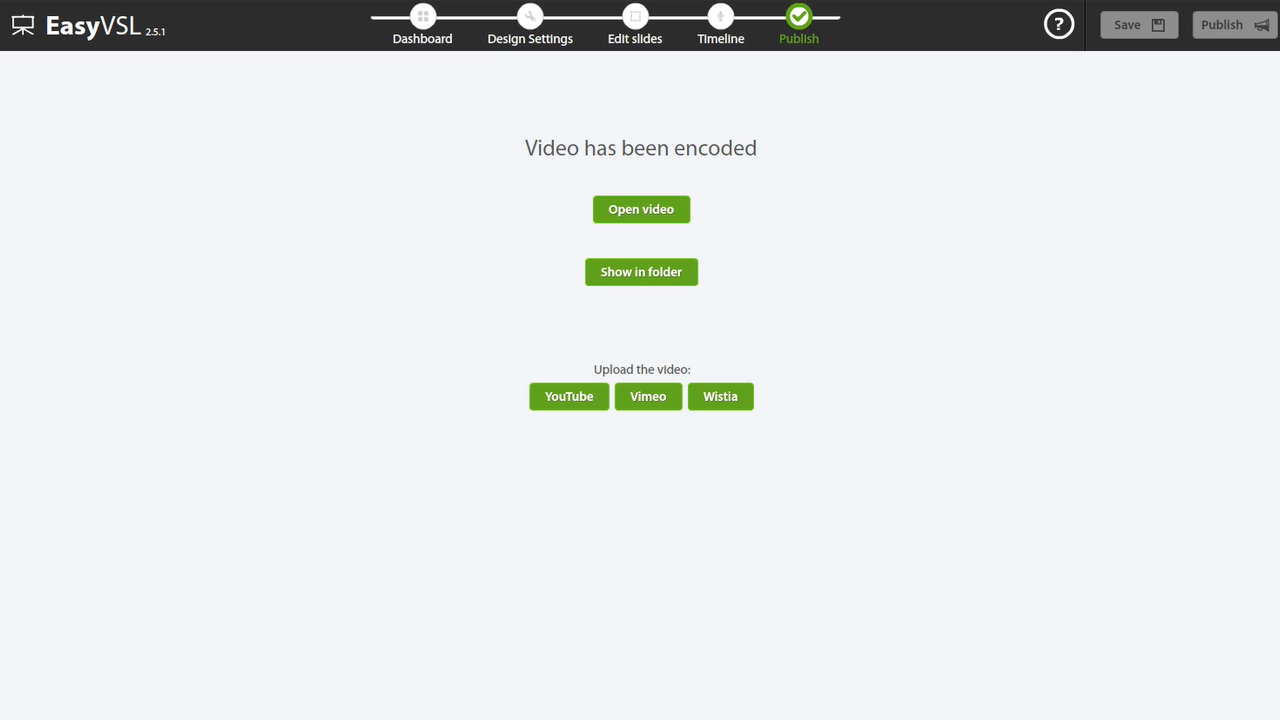 EasyVSL 2.5.1
Dashboard
Design Settings
Edit slides
Timeline
Publish
?
Save
Publish
Video has been encoded
Open video
Show in folder
Upload the video:
YouTube Vimeo Wistia